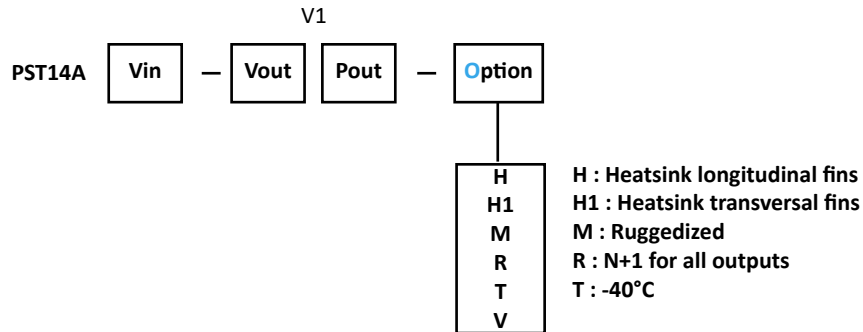 V1
PST14A Vin – Vout Pout – Option
H H : Heatsink longitudinal fins
H1 H1 : Heatsink transversal fins
M M : Ruggedized
R R : N+1 for all outputs
T T : -40°C
V